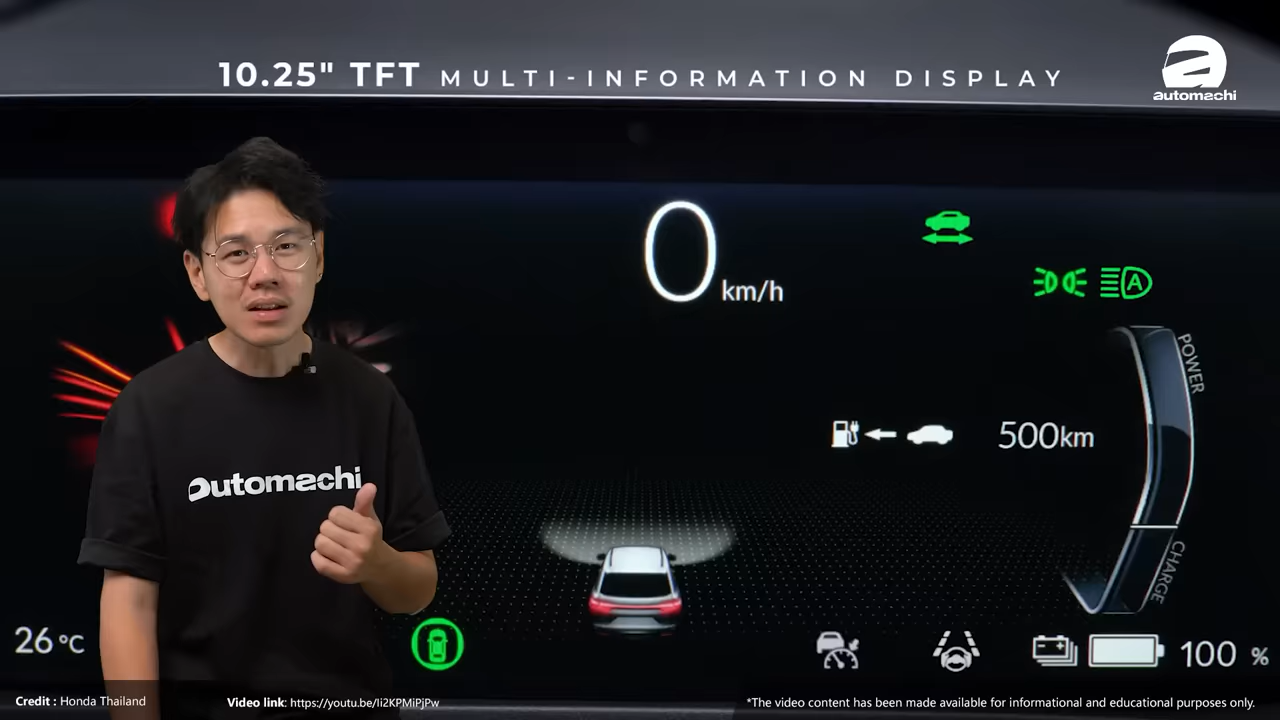 10.25" TFT MULTI-INFORMATION DISPLAY
automachi
0 km/h
A
POWER
500km
automachi
CHARGE
26°C
100 %
Credit : Honda Thailand
Video link: https://youtu.be/Ii2KPMiPjPw
*The video content has been made available for informational and educational purposes only.